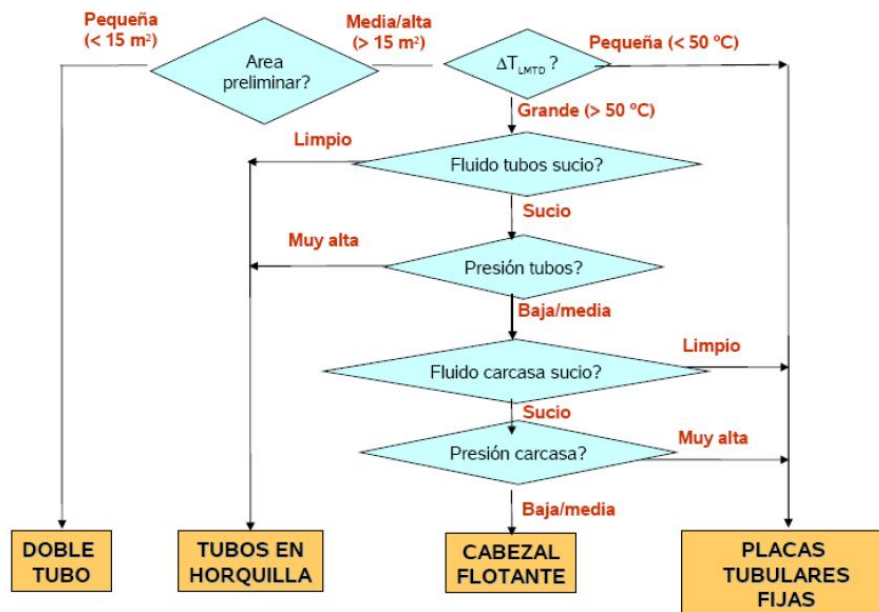 Pequeña
(< 15 m²)
Media/alta
(> 15 m²)
Pequeña (< 50 ºC)
Area
preliminar?
ΔT_LMTD ?
Grande (> 50 ºC)
Limpio
Fluido tubos sucio?
Sucio
Muy alta
Presión tubos?
Baja/media
Limpio
Fluido carcasa sucio?
Sucio
Muy alta
Presión carcasa?
Baja/media
DOBLE
TUBO
TUBOS EN
HORQUILLA
CABEZAL
FLOTANTE
PLACAS
TUBULARES
FIJAS